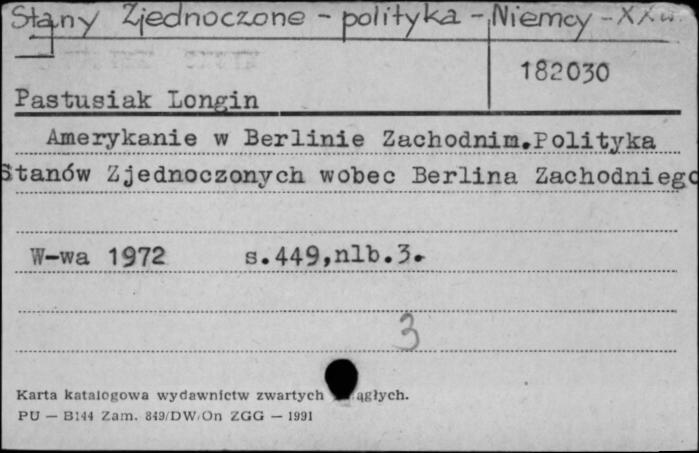 Stany Zjednoczone - polityka - Niemcy - XX w.
182030
Pastusiak Longin
Amerykanie w Berlinie Zachodnim.Polityka
Stanów Zjednoczonych wobec Berlina Zachodniego
W-wa 1972 s.449,nlb.3.
3
Karta katalogowa wydawnictw zwartych ągłych.
PU — B144 Zam. 849/DW/On ZGG — 1991